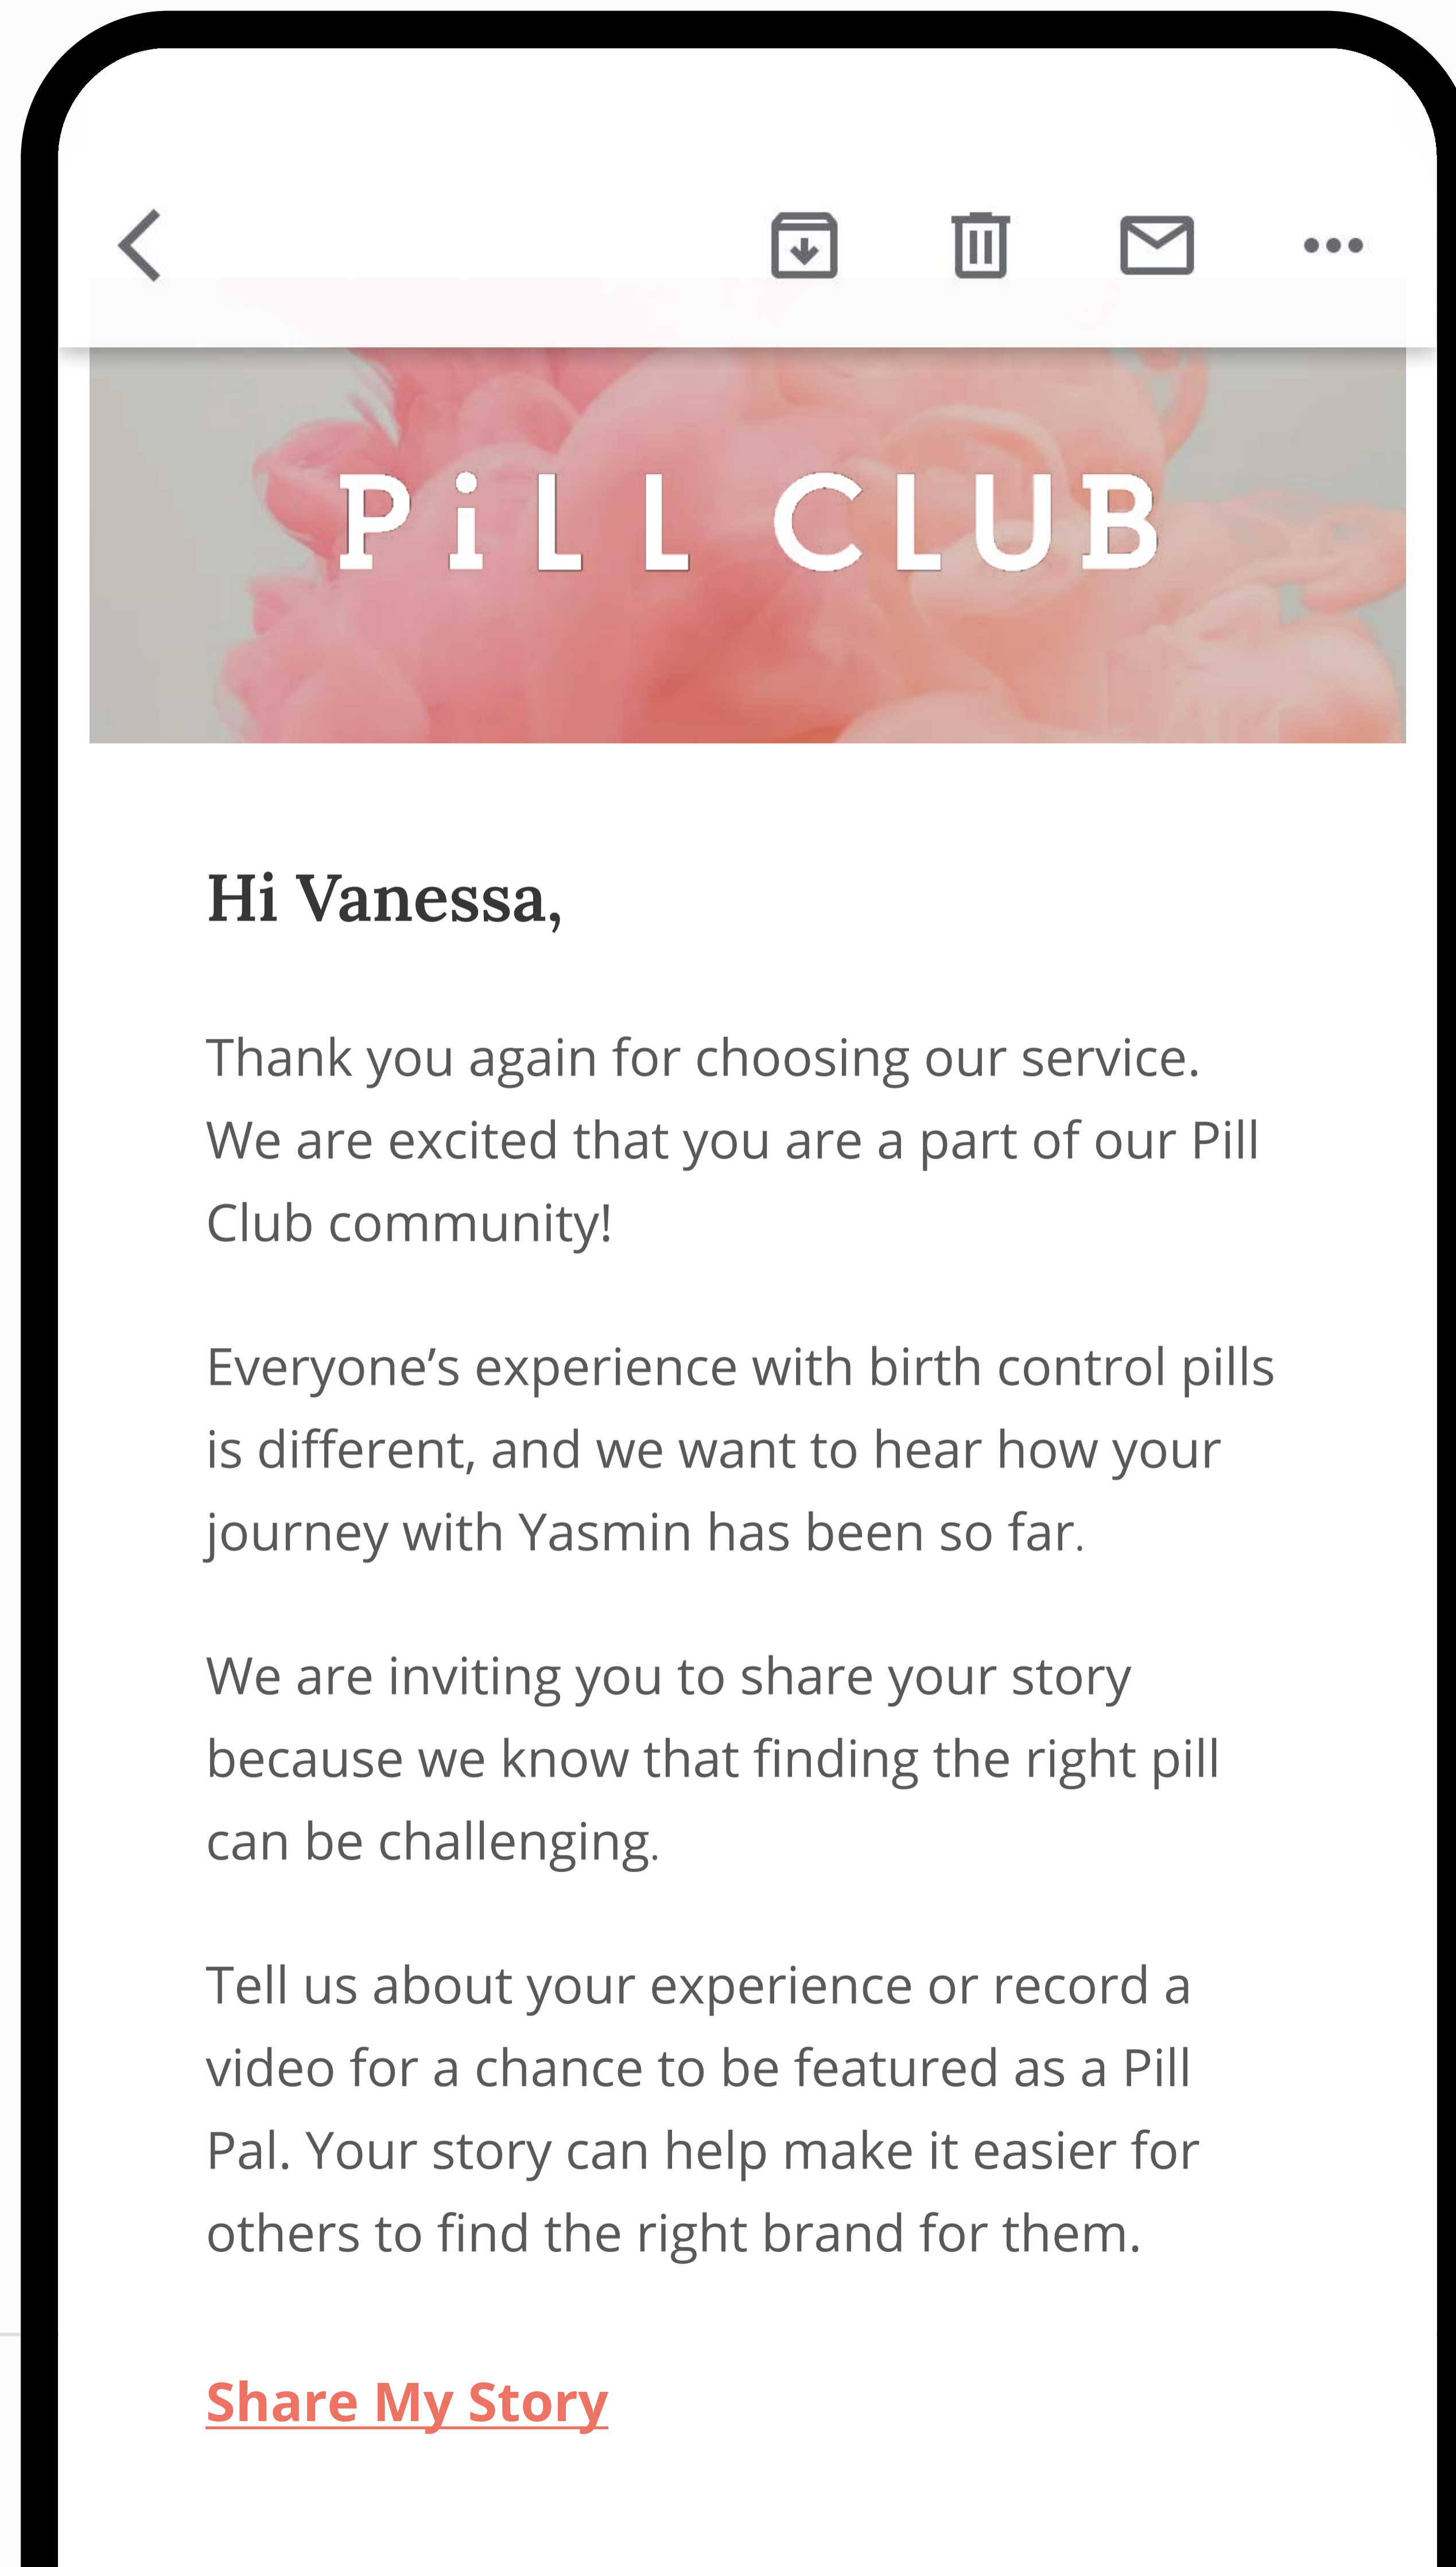 PiLL CLUB
Hi Vanessa,
Thank you again for choosing our service.
We are excited that you are a part of our Pill
Club community!
Everyone’s experience with birth control pills
is different, and we want to hear how your
journey with Yasmin has been so far.
We are inviting you to share your story
because we know that finding the right pill
can be challenging.
Tell us about your experience or record a
video for a chance to be featured as a Pill
Pal. Your story can help make it easier for
others to find the right brand for them.
Share My Story